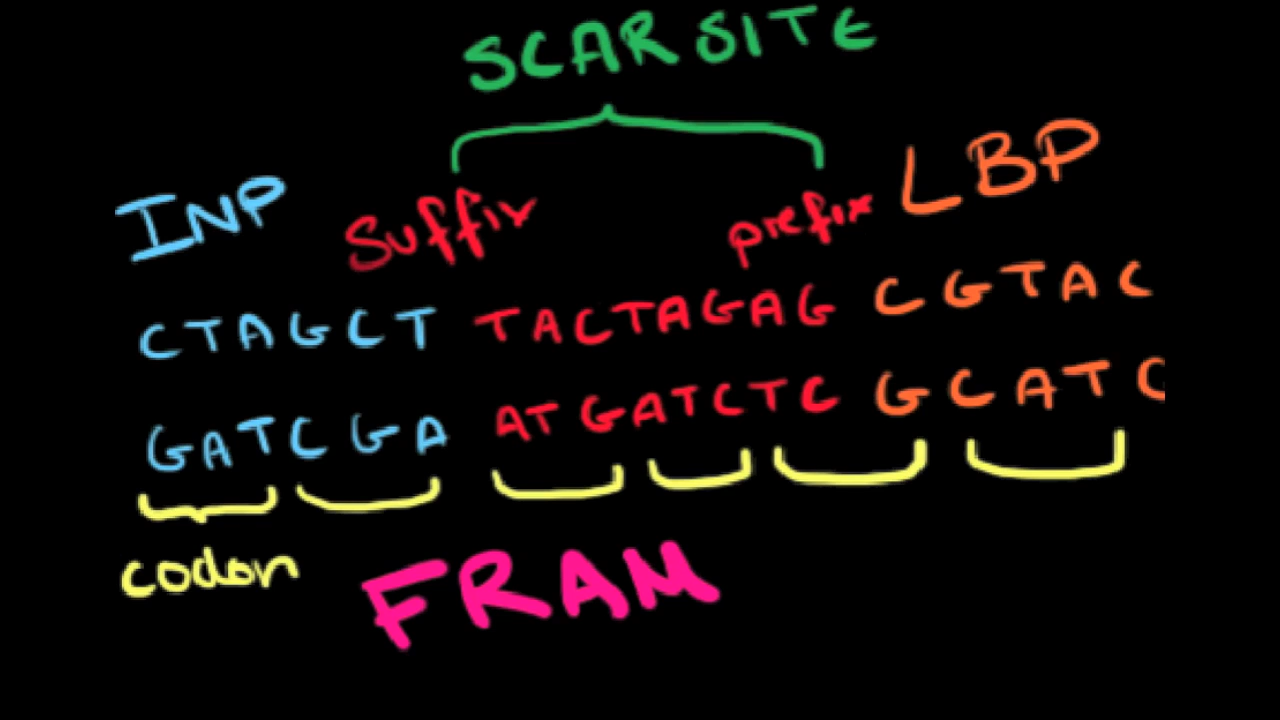 SCAR SITE
INP Suffix prefix LBP
CTAGCT TACTAGAG CGTAC
GATCGA ATGATCTC GCATC
codon
FRAM